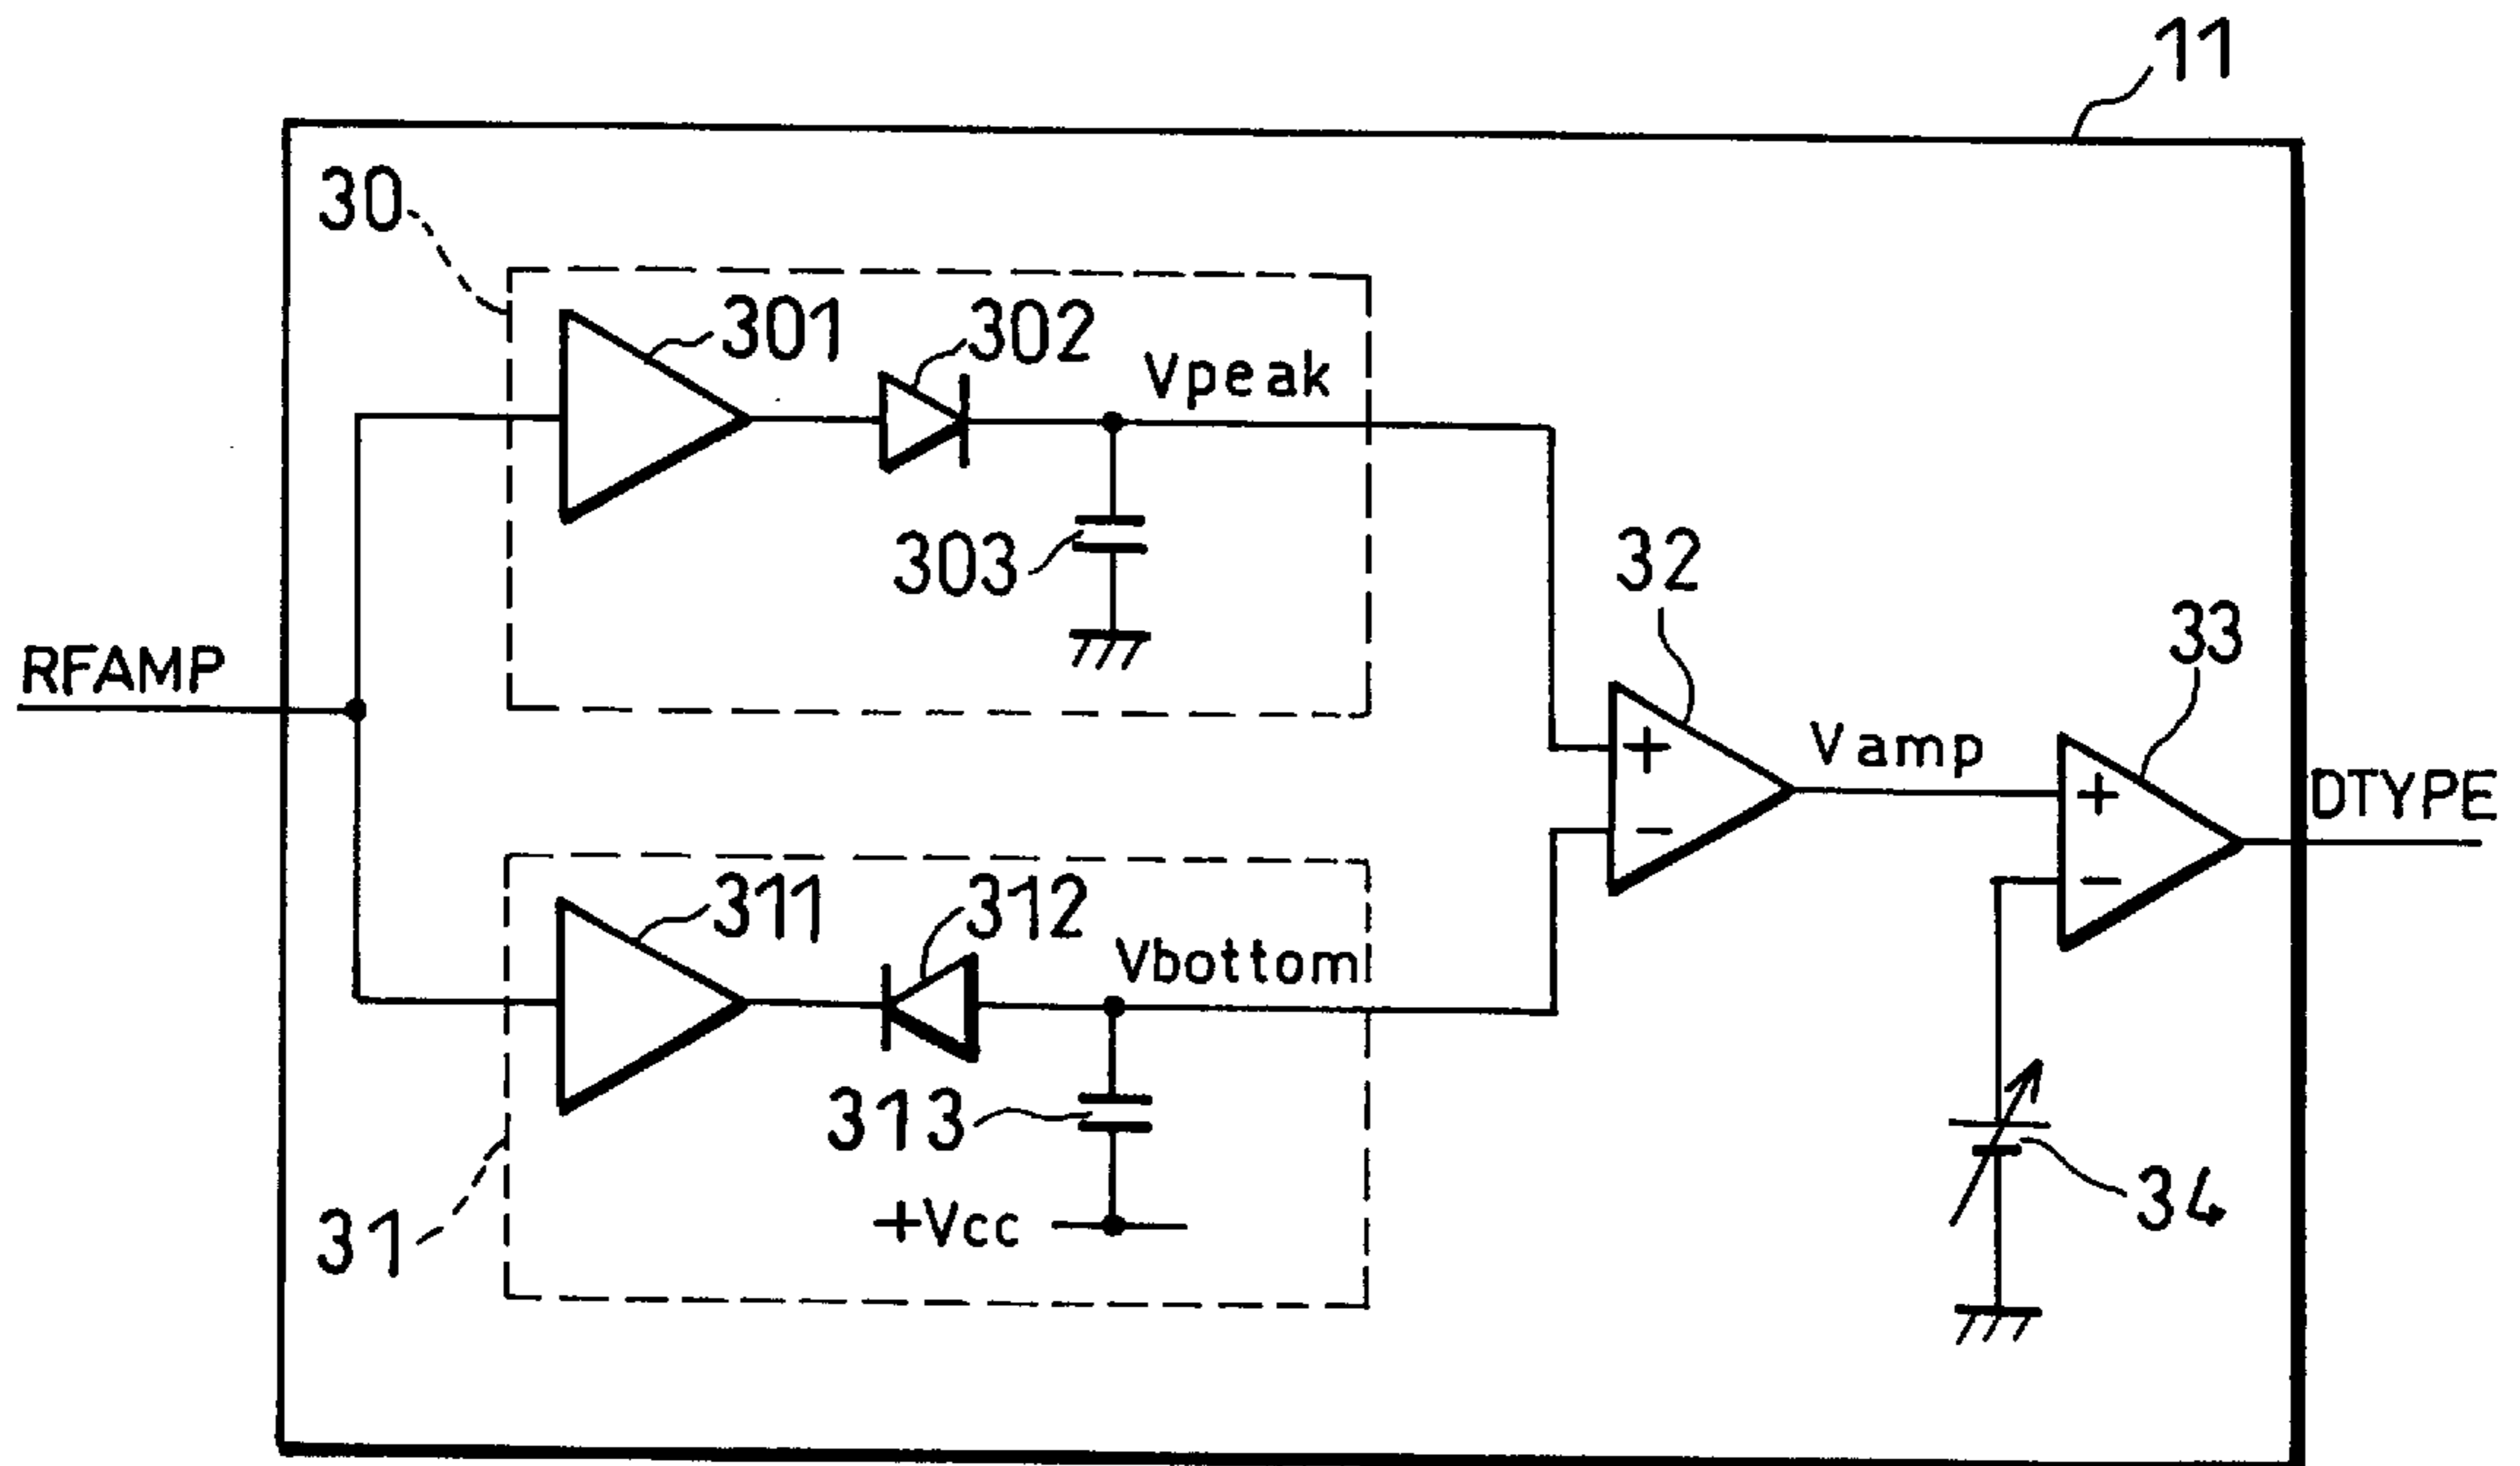 11
30
301
302
Vpeak
303
32
33
RFAMP
+
Vamp
+
DTYPE
-
-
311
312
Vbottom
313
34
+Vcc
31